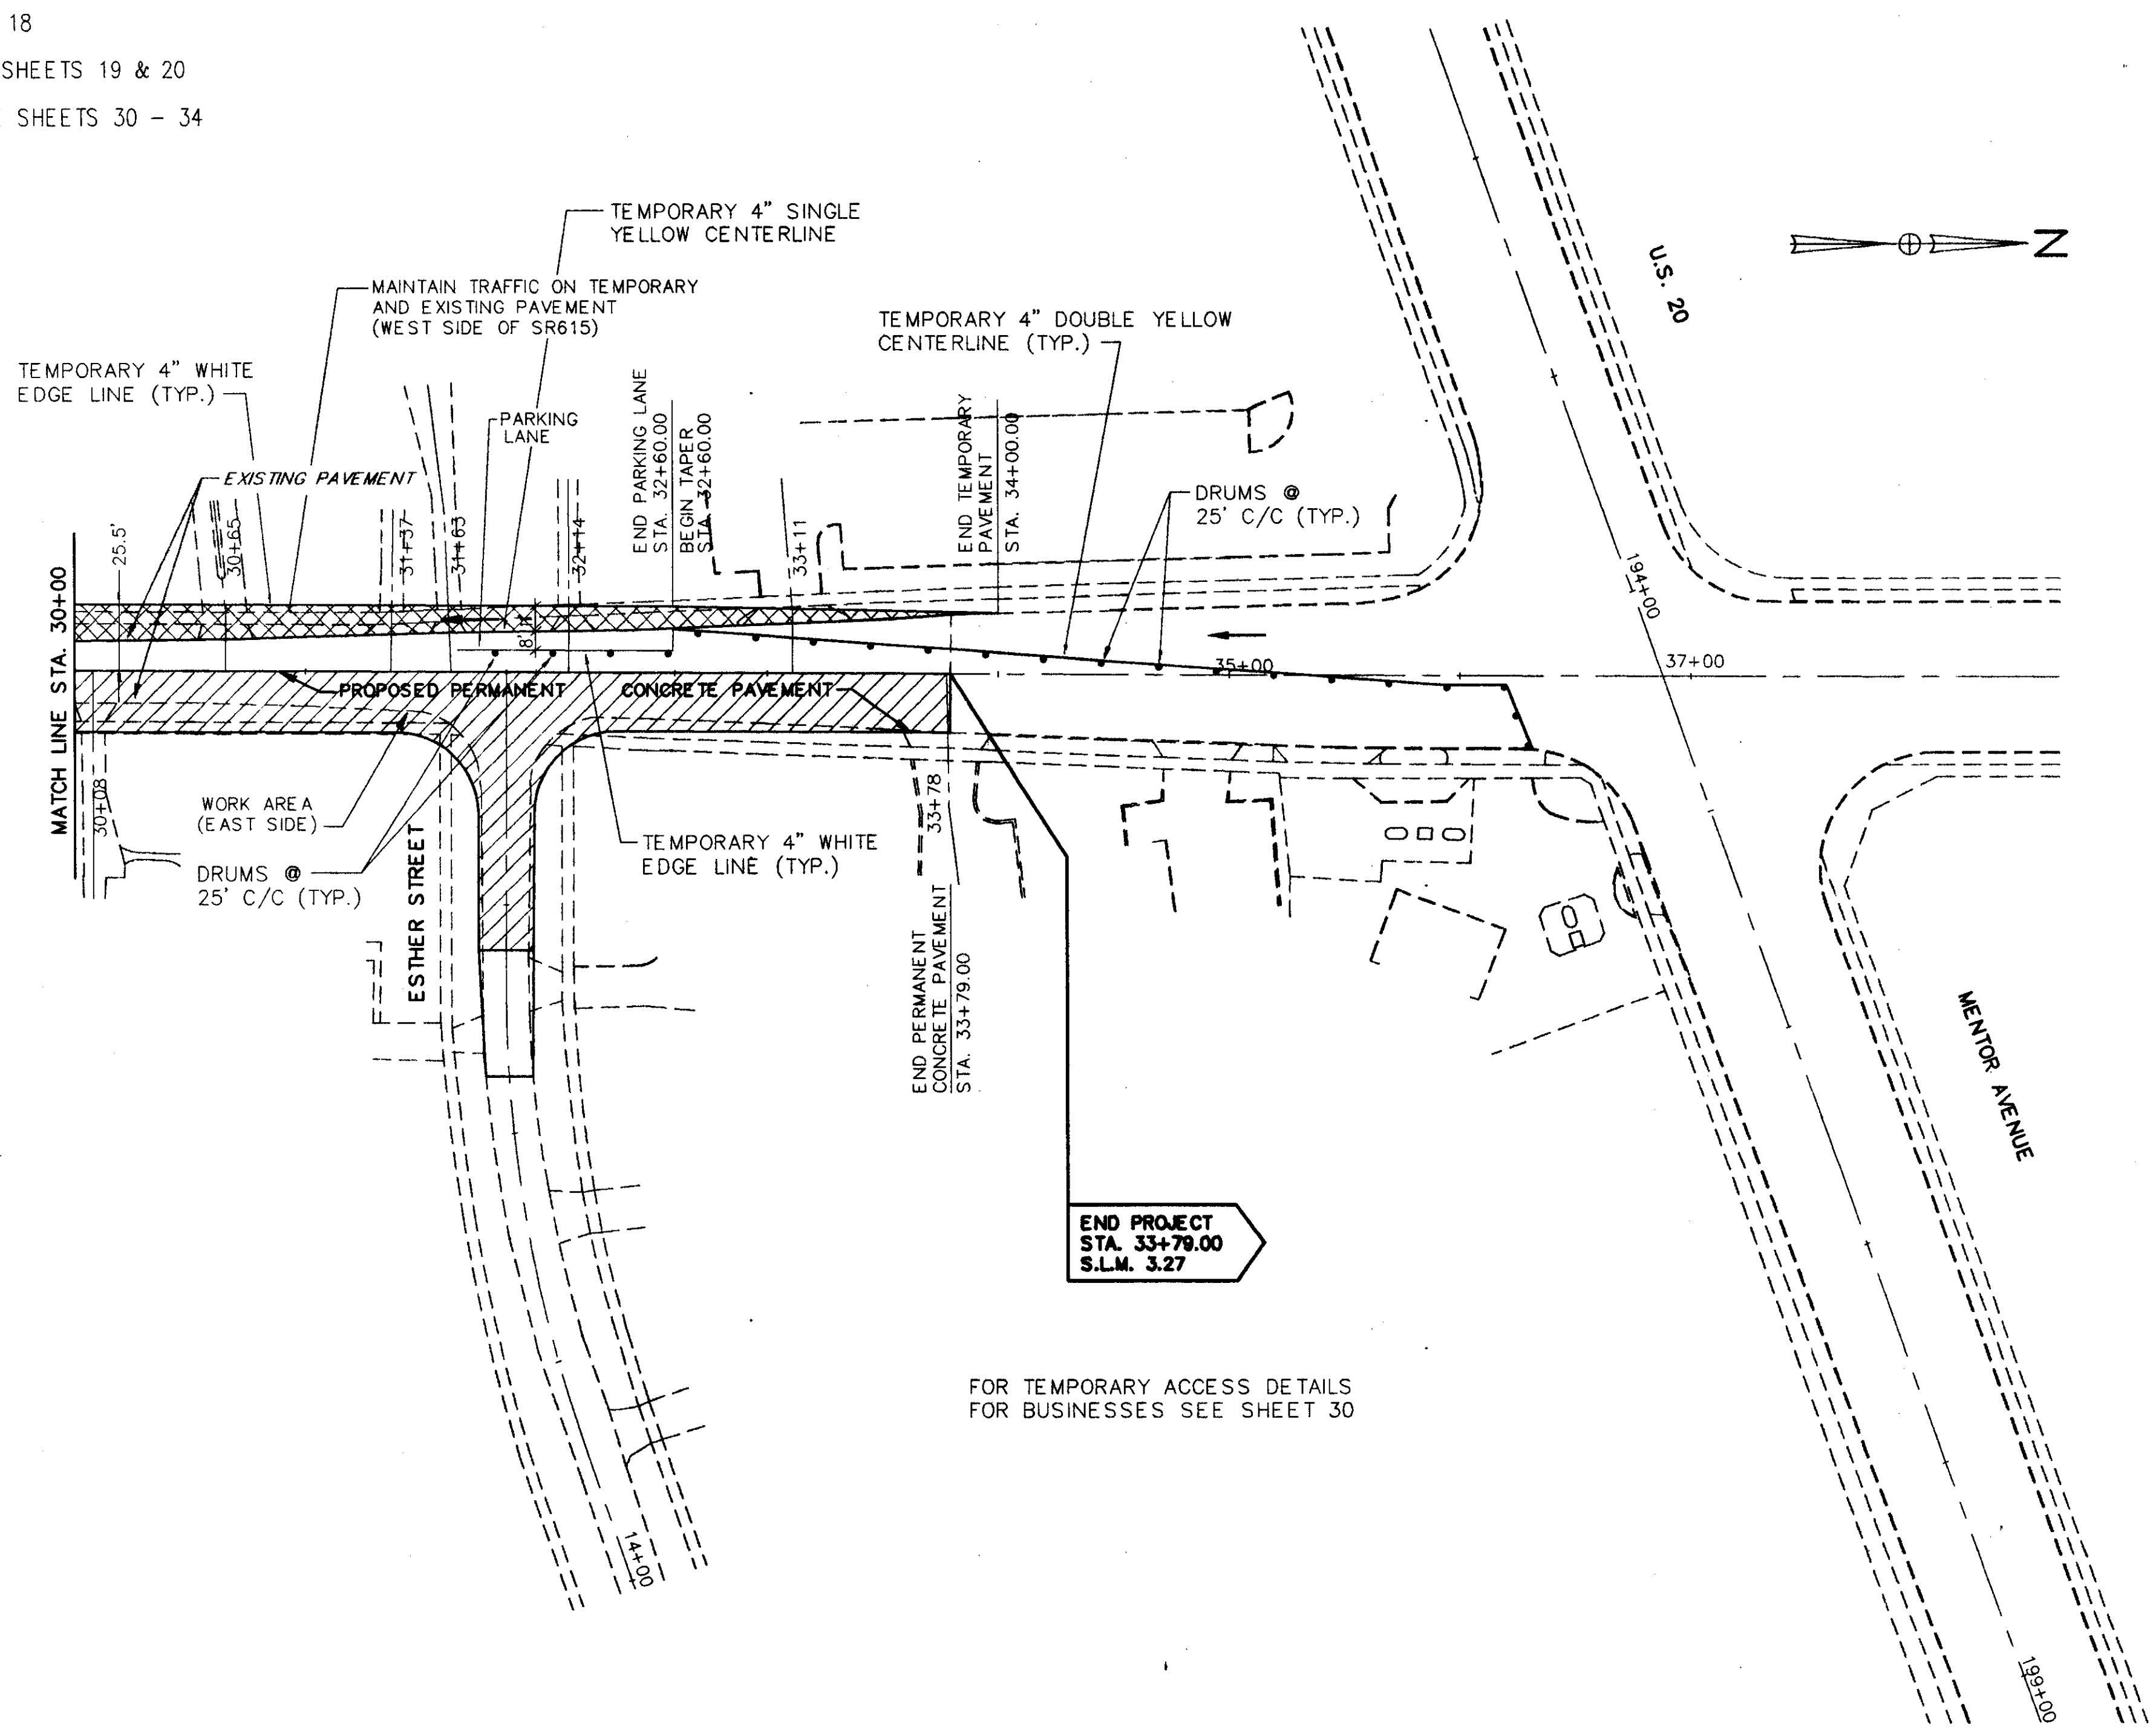 18
SHEETS 19 & 20
SHEETS 30 - 34
TEMPORARY 4" SINGLE
YELLOW CENTERLINE
MAINTAIN TRAFFIC ON TEMPORARY
AND EXISTING PAVEMENT
(WEST SIDE OF SR615)
TEMPORARY 4" WHITE
EDGE LINE (TYP.)
TEMPORARY 4" DOUBLE YELLOW
CENTERLINE (TYP.)
U.S. 20
N
PARKING
LANE
END PARKING LANE
STA. 32+60.00
BEGIN TAPER
STA. 32+60.00
END TEMPORARY
PAVEMENT
STA. 34+00.00
EXISTING PAVEMENT
DRUMS @
25' C/C (TYP.)
25.5'
30+65
31+37
31+63
32+14
33+11
MATCH LINE STA. 30+00
8'
194+00
35+00
37+00
PROPOSED PERMANENT CONCRETE PAVEMENT
30+08
WORK AREA
(EAST SIDE)
DRUMS @
25' C/C (TYP.)
ESTHER STREET
TEMPORARY 4" WHITE
EDGE LINE (TYP.)
33+78
END PERMANENT
CONCRETE PAVEMENT
STA. 33+79.00
MENTOR AVENUE
END PROJECT
STA. 33+79.00
S.L.M. 3.27
FOR TEMPORARY ACCESS DETAILS
FOR BUSINESSES SEE SHEET 30
14+00
199+00